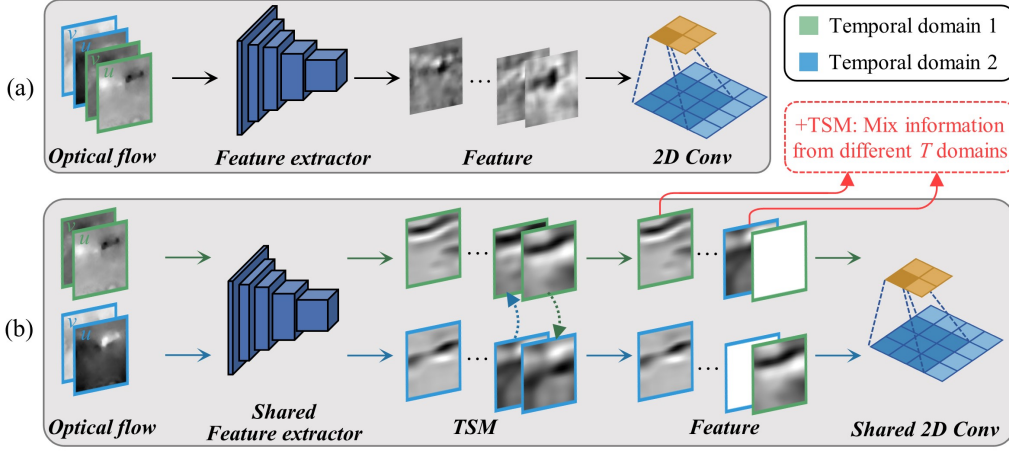 (a)
v
u
v
u
Optical flow
Feature extractor
...
Feature
2D Conv
Temporal domain 1
Temporal domain 2
+TSM: Mix information
from different T domains
(b)
v
u
v
u
Optical flow
Shared
Feature extractor
...
...
TSM
...
...
Feature
Shared 2D Conv